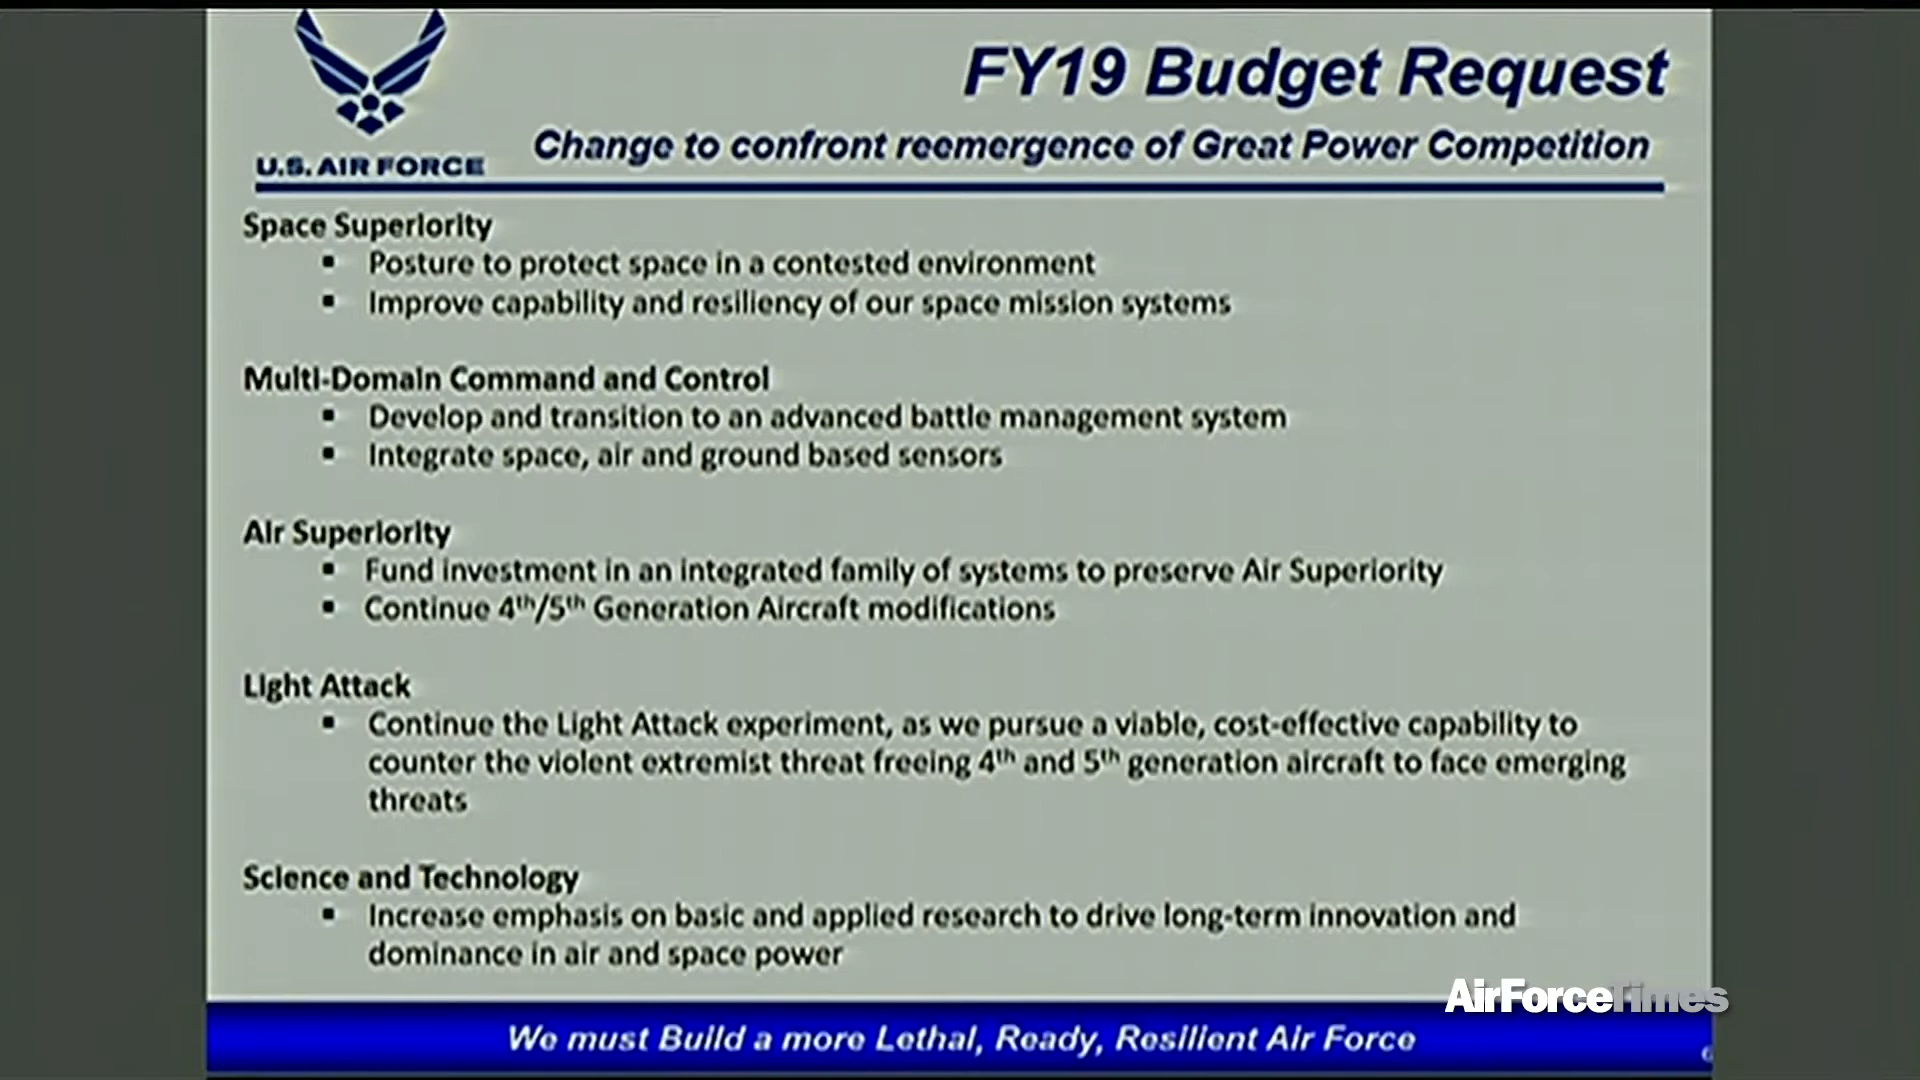 FY19 Budget Request
U.S. AIR FORCE
Change to confront reemergence of Great Power Competition
Space Superiority
▪ Posture to protect space in a contested environment
▪ Improve capability and resiliency of our space mission systems
Multi-Domain Command and Control
▪ Develop and transition to an advanced battle management system
▪ Integrate space, air and ground based sensors
Air Superiority
▪ Fund investment in an integrated family of systems to preserve Air Superiority
▪ Continue 4th/5th Generation Aircraft modifications
Light Attack
▪ Continue the Light Attack experiment, as we pursue a viable, cost-effective capability to
counter the violent extremist threat freeing 4th and 5th generation aircraft to face emerging
threats
Science and Technology
▪ Increase emphasis on basic and applied research to drive long-term innovation and
dominance in air and space power
AirForceTimes
We must Build a more Lethal, Ready, Resilient Air Force